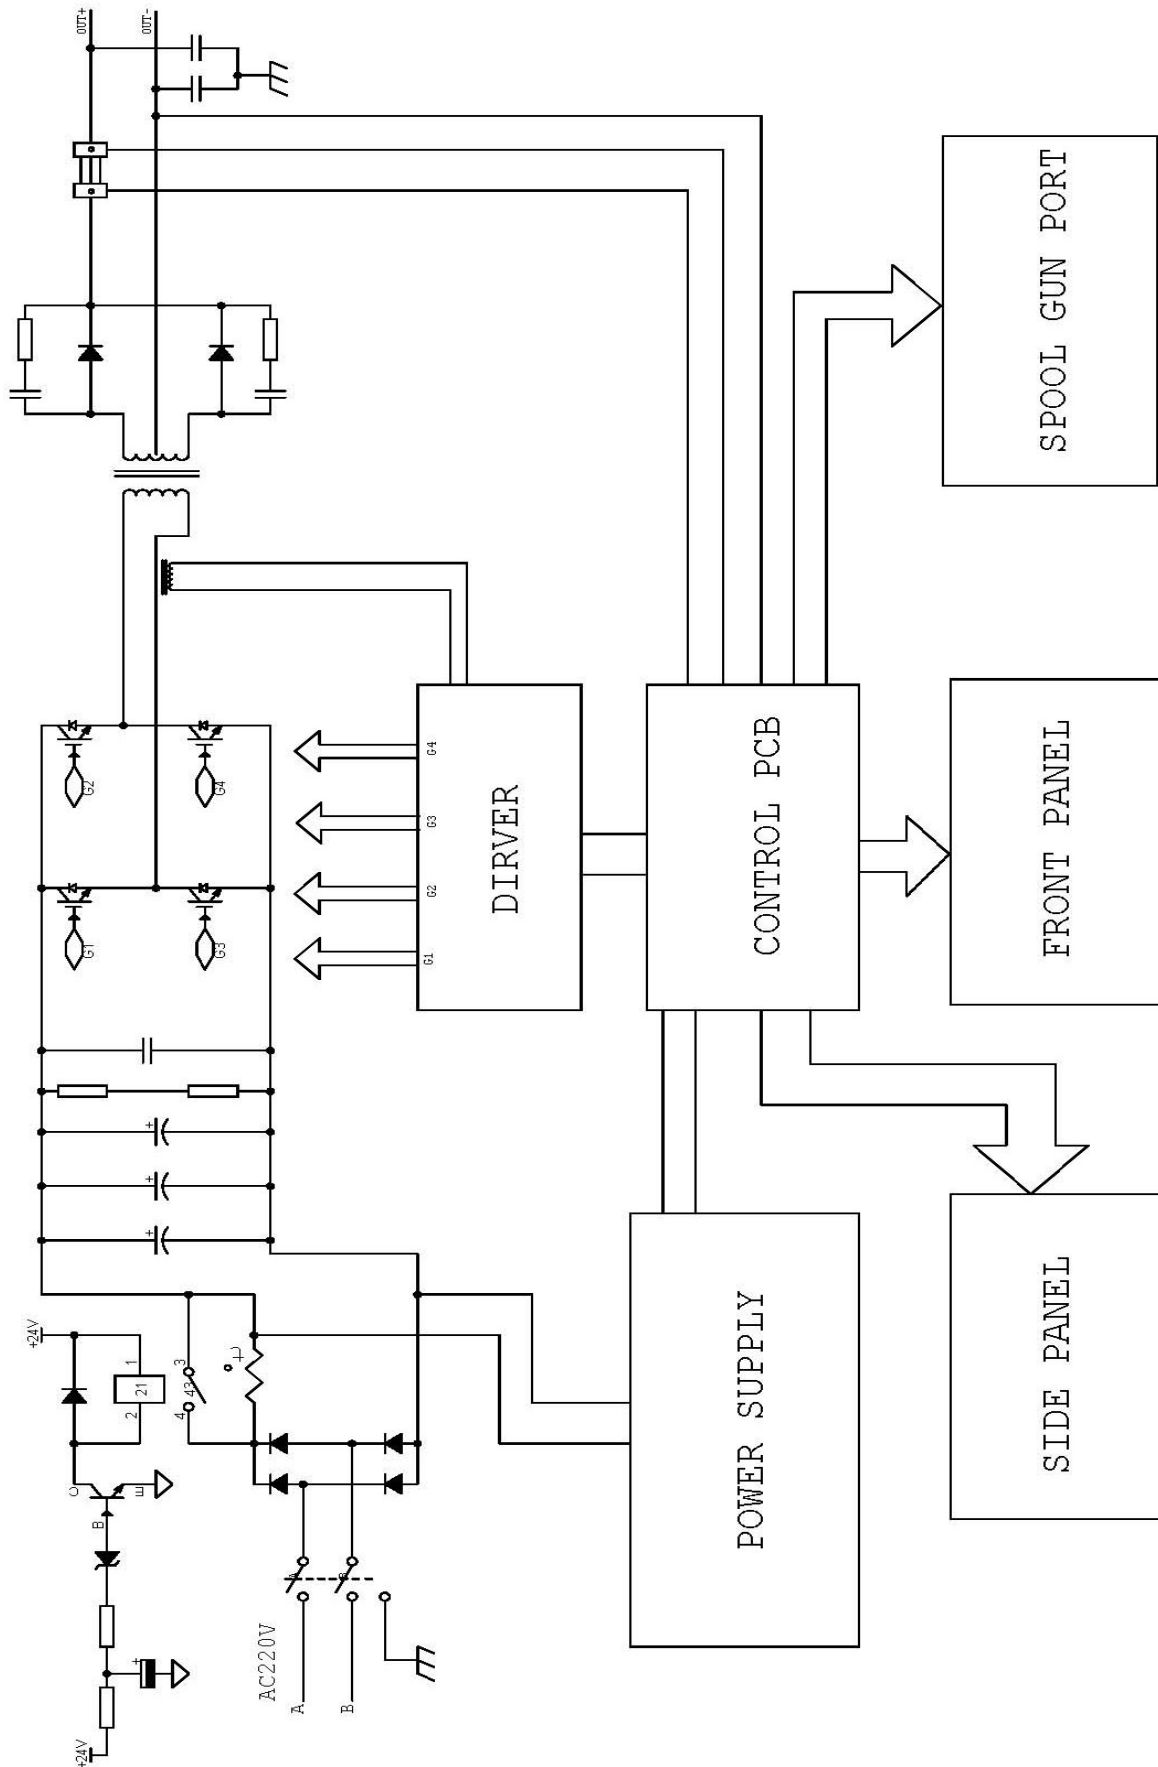 OUT+
OUT-
G2
G4
G1
G3
G4
G3
G2
G1
DIRVER
CONTROL PCB
SPOOL GUN PORT
FRONT PANEL
SIDE PANEL
POWER SUPPLY
+
+
+
+24V
1
21
2
3
43
4
C
E
B
A
B
AC220V
A
B
+
+24V